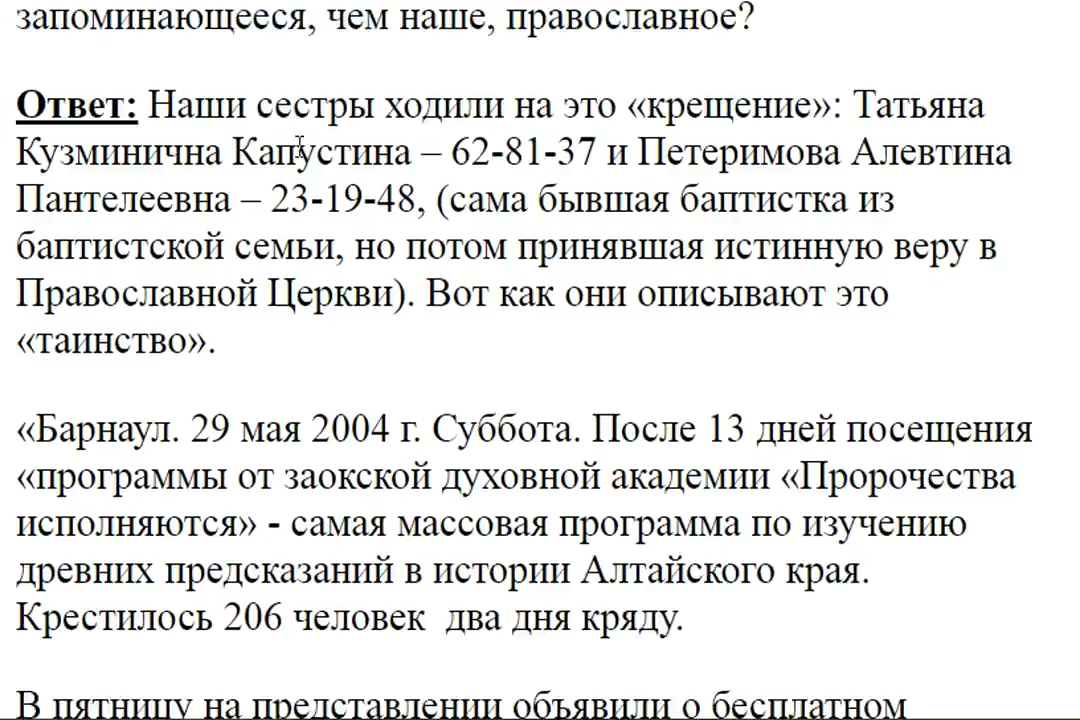 запоминающееся, чем наше, православное?
Ответ: Наши сестры ходили на это «крещение»: Татьяна
Кузминична Капустина – 62-81-37 и Петеримова Алевтина
Пантелеевна – 23-19-48, (сама бывшая баптистка из
баптистской семьи, но потом принявшая истинную веру в
Православной Церкви). Вот как они описывают это
«таинство».
«Барнаул. 29 мая 2004 г. Суббота. После 13 дней посещения
«программы от заокской духовной академии «Пророчества
исполняются» - самая массовая программа по изучению
древних предсказаний в истории Алтайского края.
Крестилось 206 человек  два дня кряду.
В пятницу на представлении объявили о бесплатном